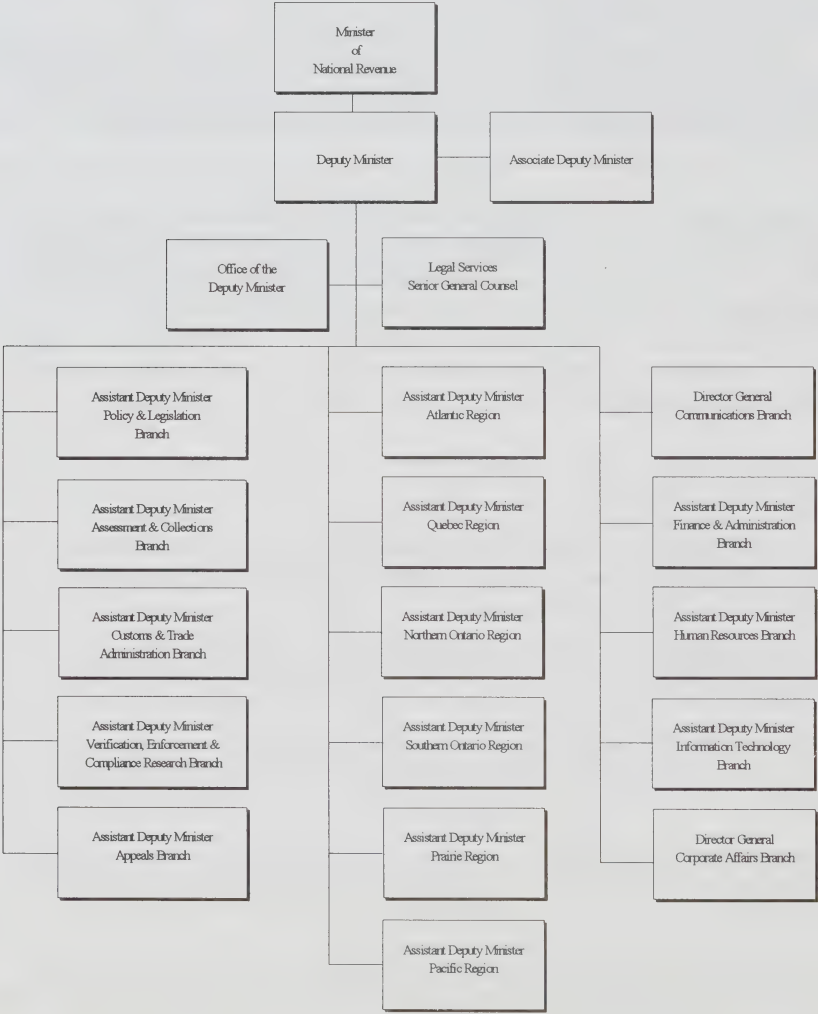 Minister
of
National Revenue
Deputy Minister
Associate Deputy Minister
Office of the
Deputy Minister
Legal Services
Senior General Counsel
Assistant Deputy Minister
Policy & Legislation
Branch
Assistant Deputy Minister
Assessment & Collections
Branch
Assistant Deputy Minister
Customs & Trade
Administration Branch
Assistant Deputy Minister
Verification, Enforcement &
Compliance Research Branch
Assistant Deputy Minister
Appeals Branch
Assistant Deputy Minister
Atlantic Region
Assistant Deputy Minister
Quebec Region
Assistant Deputy Minister
Northern Ontario Region
Assistant Deputy Minister
Southern Ontario Region
Assistant Deputy Minister
Prairie Region
Assistant Deputy Minister
Pacific Region
Director General
Communications Branch
Assistant Deputy Minister
Finance & Administration
Branch
Assistant Deputy Minister
Human Resources Branch
Assistant Deputy Minister
Information Technology
Branch
Director General
Corporate Affairs Branch